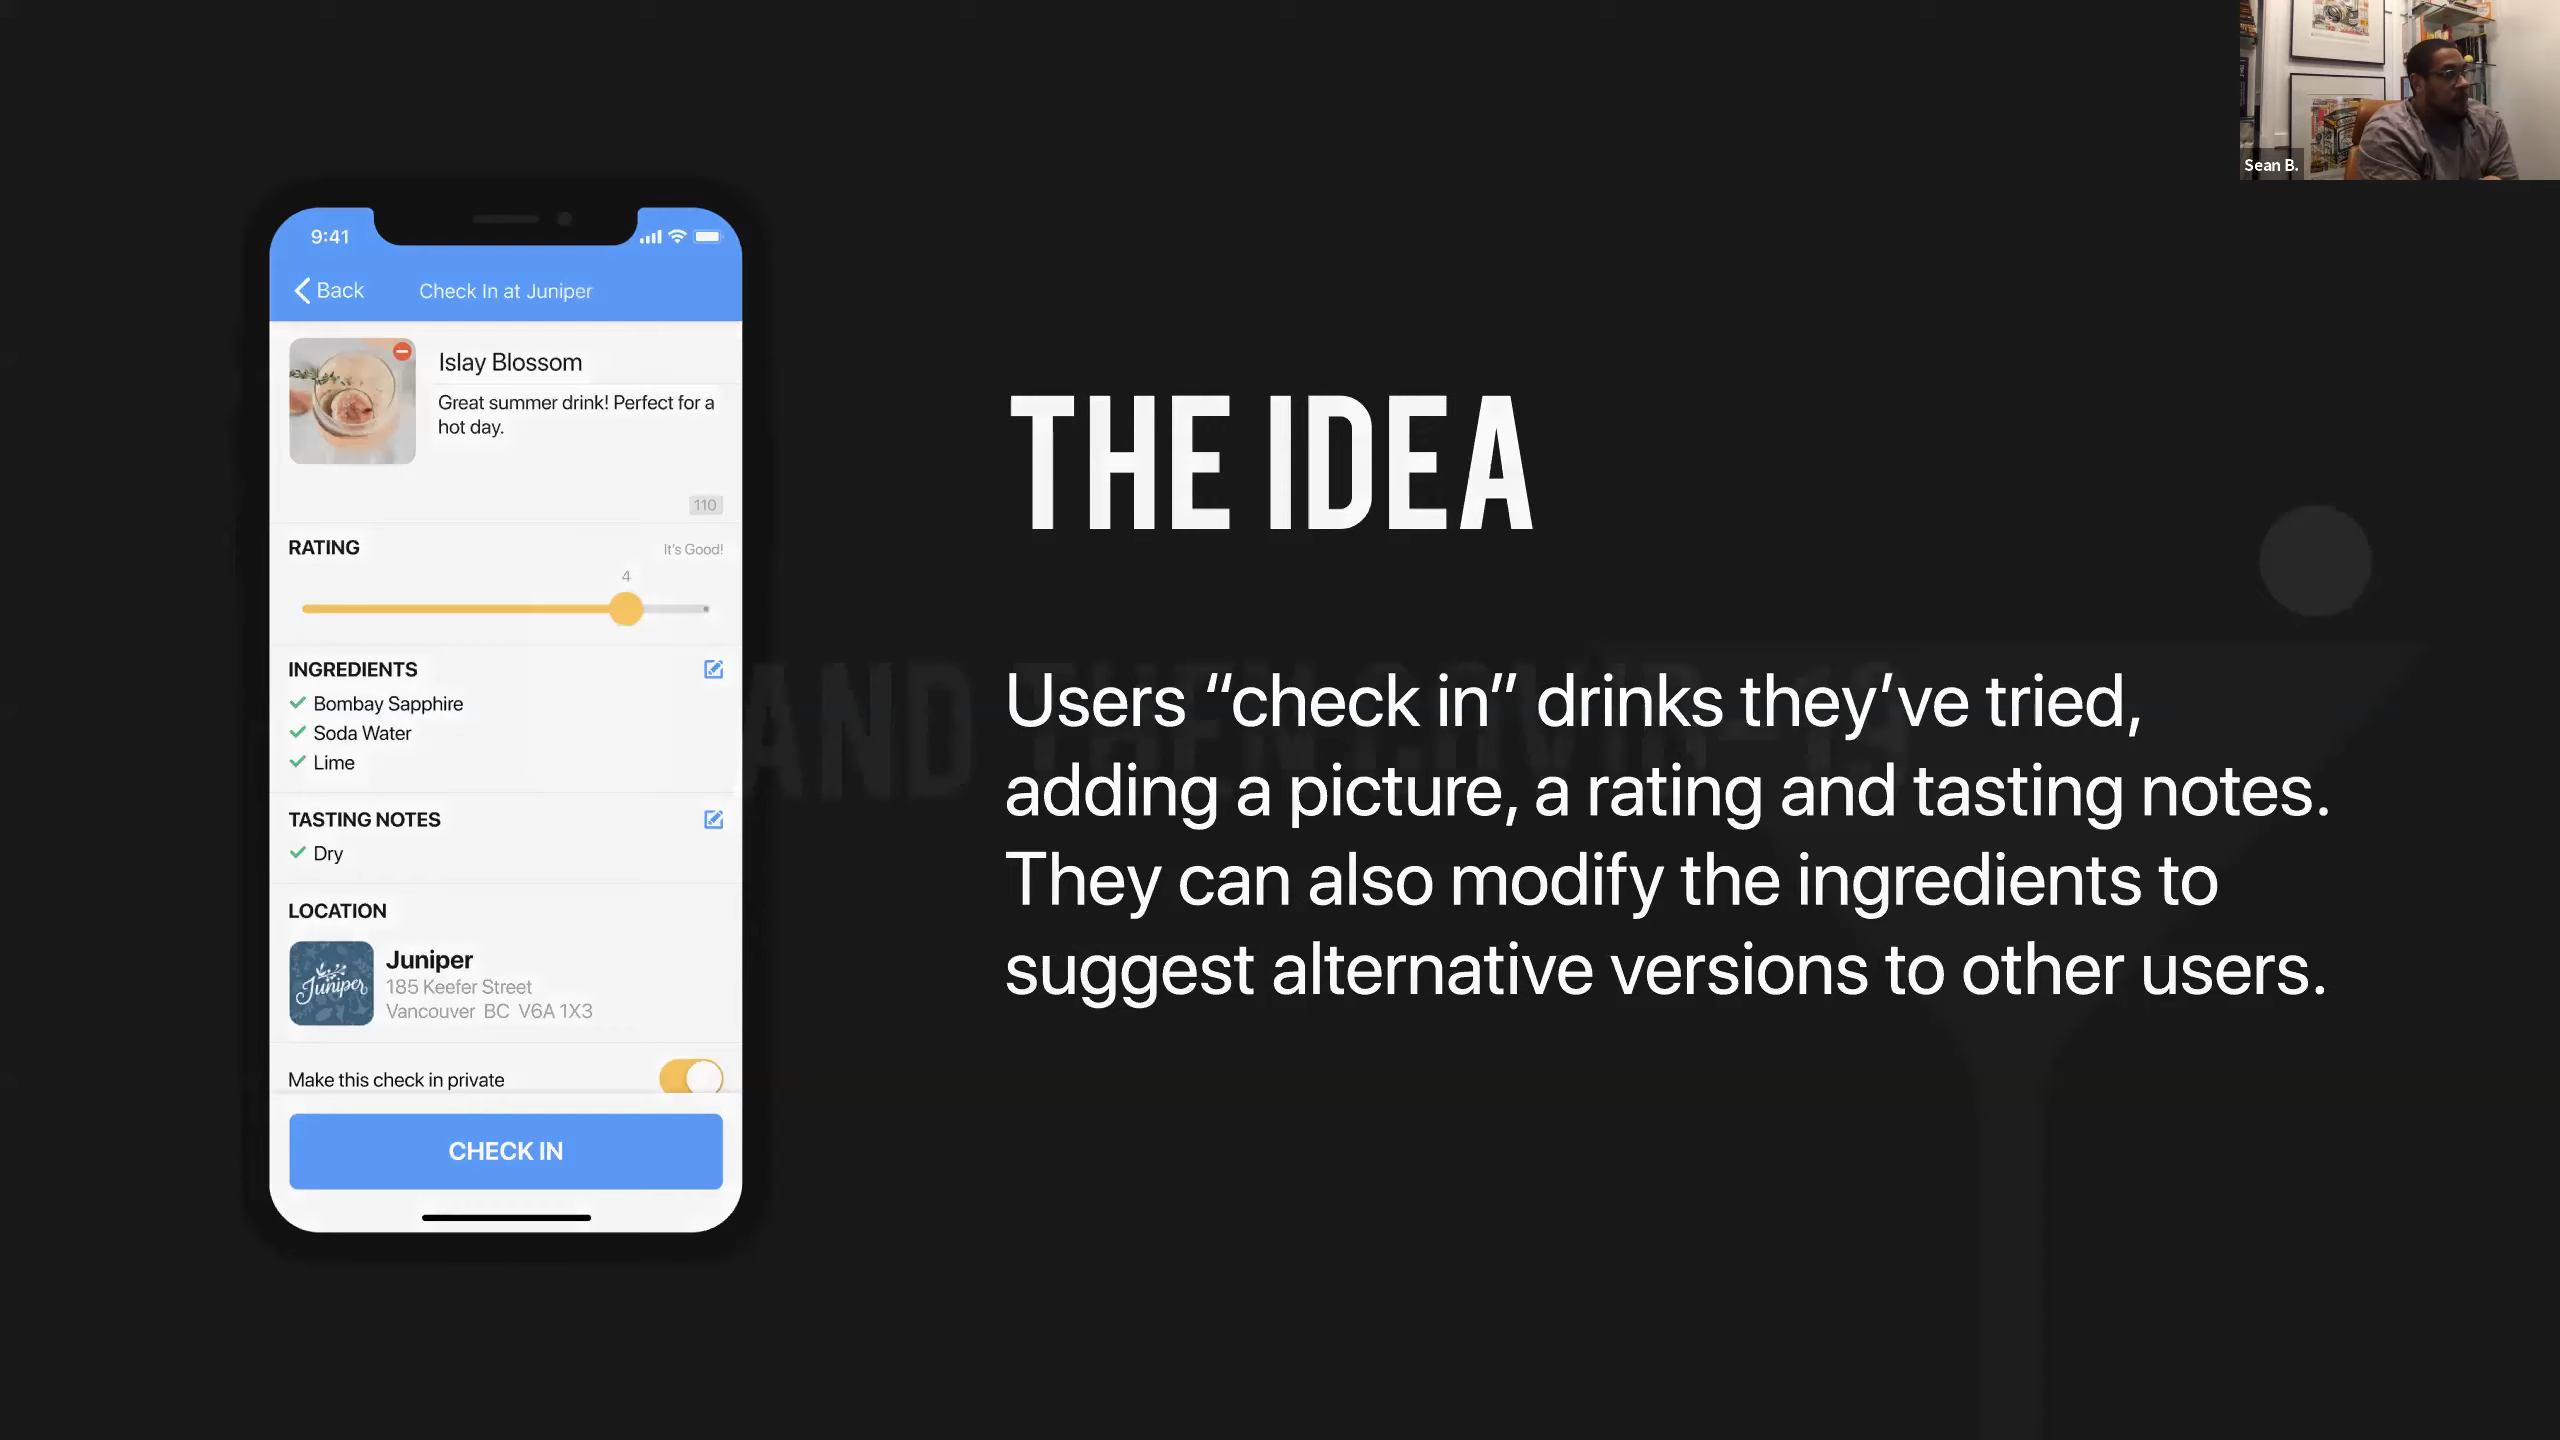 Sean B.
9:41
Back
Check In at Juniper
Islay Blossom
Great summer drink! Perfect for a
hot day.
110
RATING
It's Good!
4
INGREDIENTS
Bombay Sapphire
Soda Water
Lime
TASTING NOTES
Dry
LOCATION
Juniper
Juniper
185 Keefer Street
Vancouver BC V6A 1X3
Make this check in private
CHECK IN
THE IDEA
Users “check in” drinks they’ve tried,
adding a picture, a rating and tasting notes.
They can also modify the ingredients to
suggest alternative versions to other users.
AND THEN COVID-19